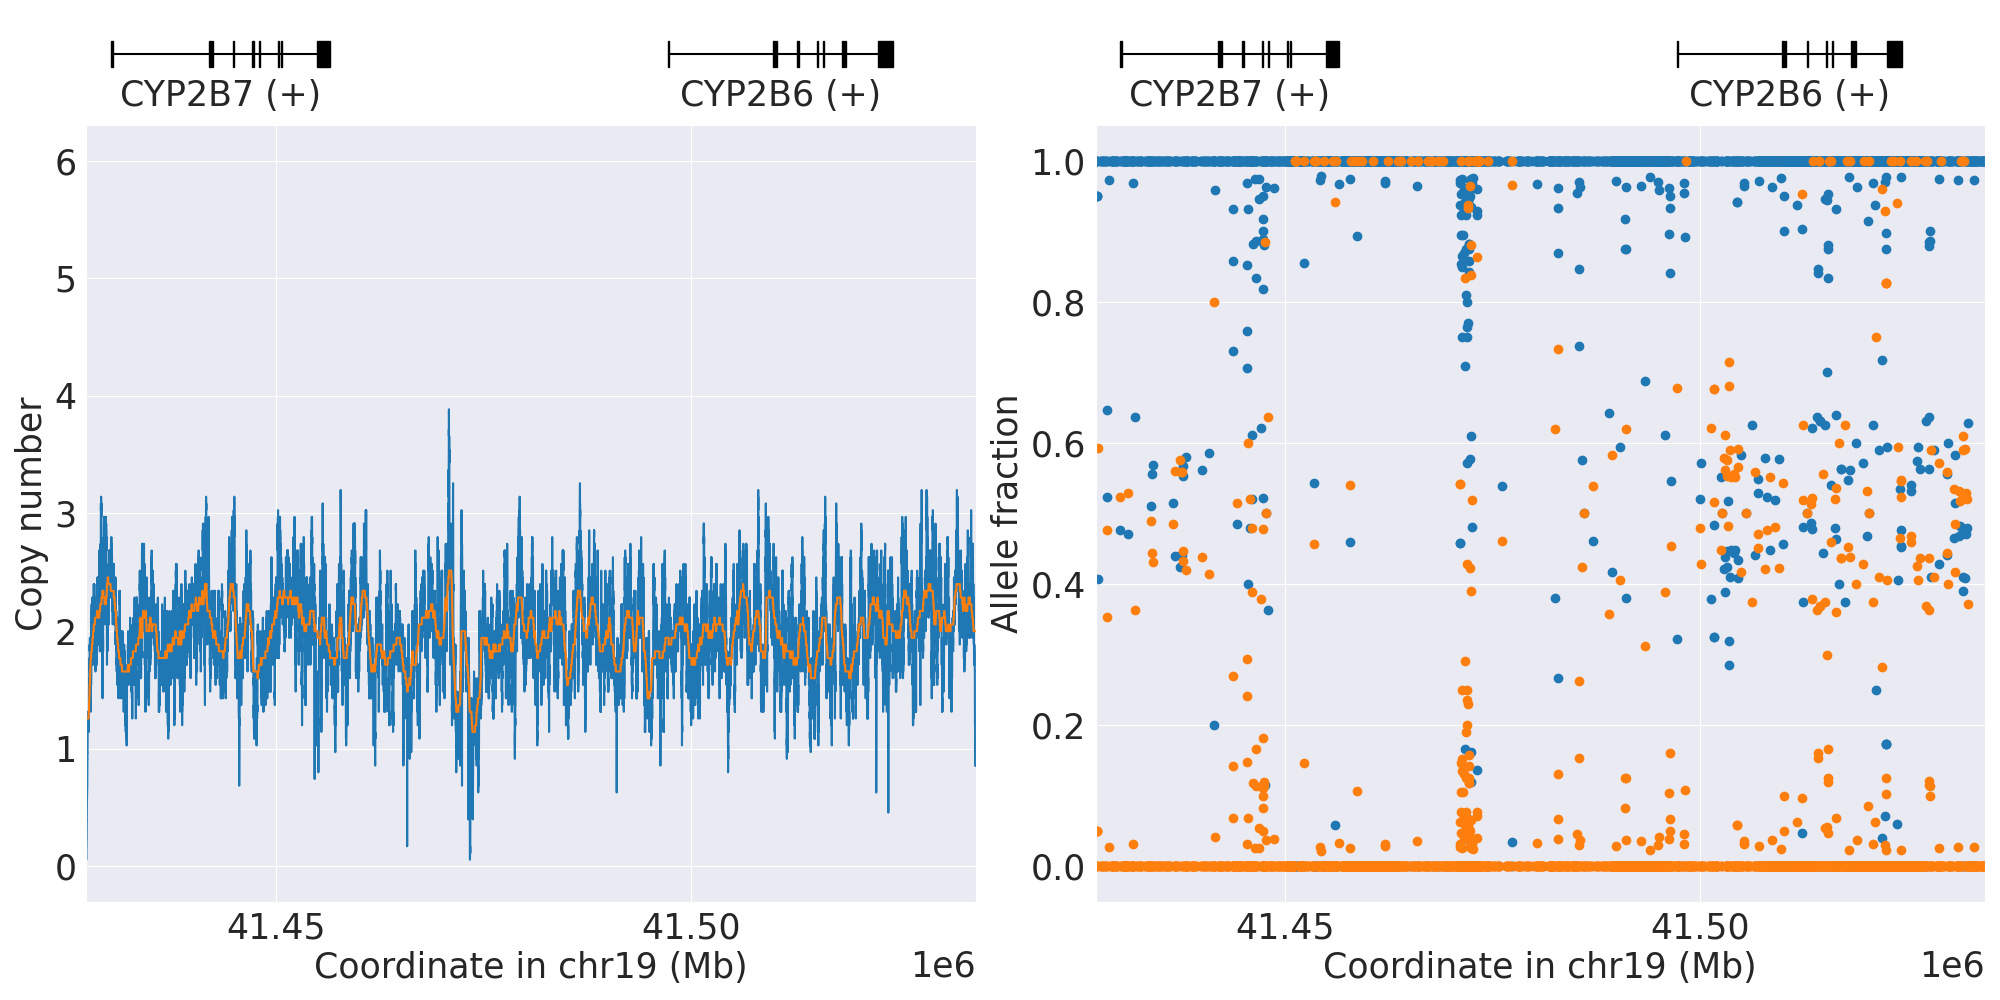 CYP2B7 (+)
CYP2B6 (+)
CYP2B7 (+)
CYP2B6 (+)
Copy number
6
5
4
3
2
1
0
41.45
41.50
Coordinate in chr19 (Mb)
1e6
Allele fraction
1.0
0.8
0.6
0.4
0.2
0.0
41.45
41.50
Coordinate in chr19 (Mb)
1e6